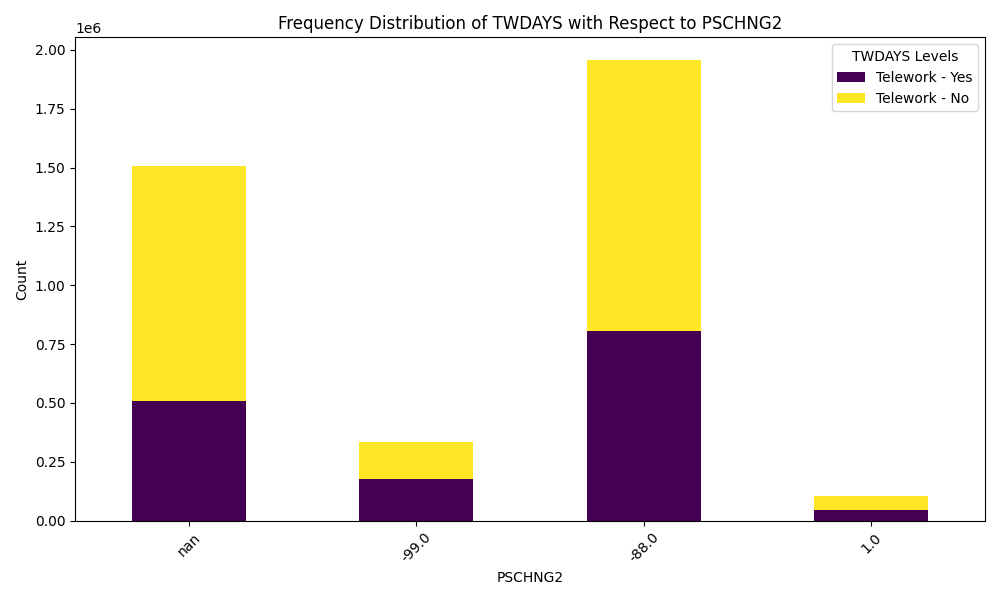 Frequency Distribution of TWDAYS with Respect to PSCHNG2
1e6
2.00
1.75
1.50
1.25
1.00
0.75
0.50
0.25
0.00
Count
TWDAYS Levels
Telework - Yes
Telework - No
nan
-99.0
-88.0
1.0
PSCHNG2